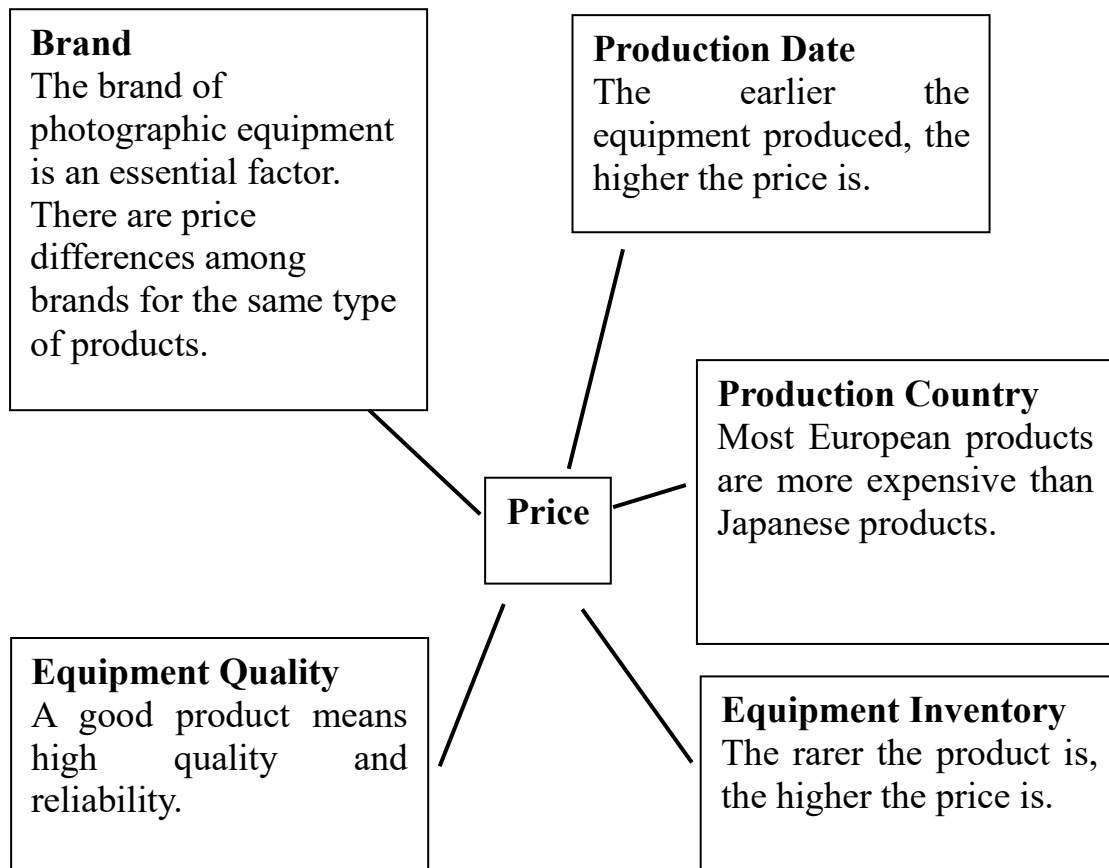 Brand
The brand of
photographic equipment
is an essential factor.
There are price
differences among
brands for the same type
of products.
Production Date
The earlier the
equipment produced, the
higher the price is.
Production Country
Most European products
are more expensive than
Japanese products.
Price
Equipment Quality
A good product means
high quality and
reliability.
Equipment Inventory
The rarer the product is,
the higher the price is.